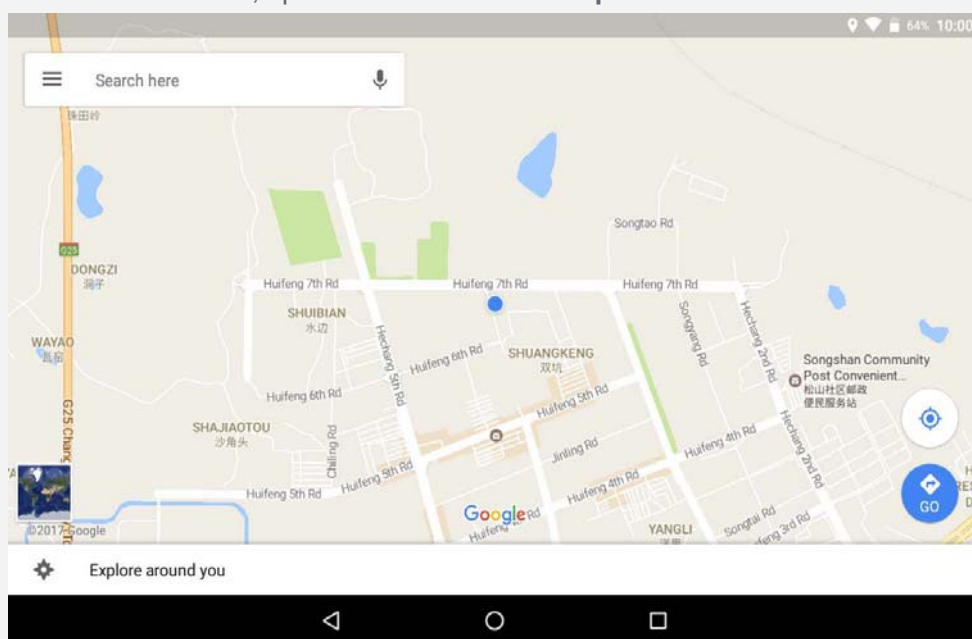 64% 10:00
Search here
珠田岭
Songtao Rd
G25
DONGZI
洞子
Huifeng 7th Rd
Huifeng 7th Rd
Huifeng 7th Rd
SHUIBIAN
水边
WAYAO
瓦窑
Hechang 5th Rd
Huifeng 6th Rd
SHUANGKENG
双坑
Songyang Rd
Hechang 2nd Rd
Songshan Community
Post Convenient...
松山社区邮政
便民服务站
Huifeng 6th Rd
Huifeng 5th Rd
G25 Chang
SHAJIAOTOU
沙角头
Chiling Rd
Jinling Rd
Huifeng 4th Rd
Hechang 2nd Rd
Huifeng 5th Rd
Huifeng 5th Rd
Huifeng 4th Rd
GO
Google
©2017 Google
Huifeng
Rd
YANGLI
Songtai Rd
feng 3rd Rd
Explore around you